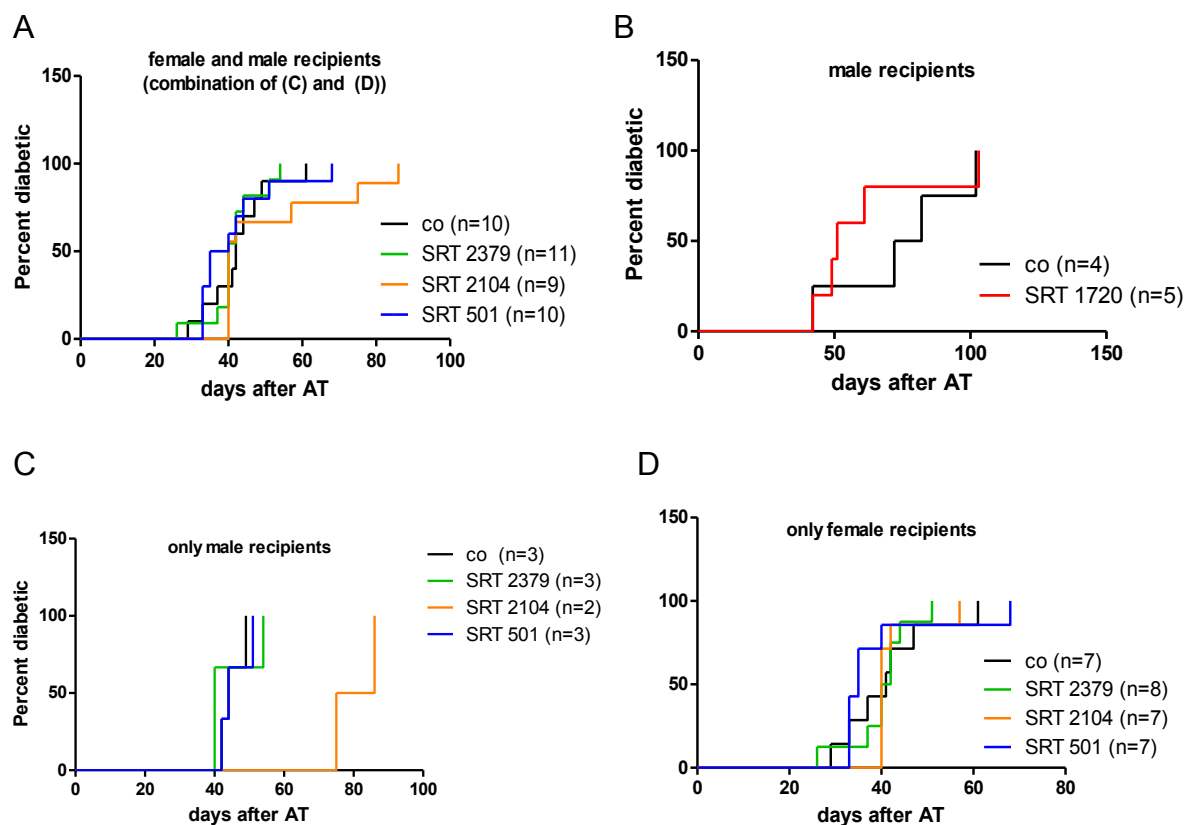 A
female and male recipients
(combination of (C) and (D))
150
100
50
0
Percent diabetic
0 20 40 60 80 100
days after AT
co (n=10)
SRT 2379 (n=11)
SRT 2104 (n=9)
SRT 501 (n=10)
B
male recipients
150
100
50
0
Percent diabetic
0 50 100 150
days after AT
co (n=4)
SRT 1720 (n=5)
C
only male recipients
150
100
50
0
Percent diabetic
0 20 40 60 80 100
days after AT
co (n=3)
SRT 2379 (n=3)
SRT 2104 (n=2)
SRT 501 (n=3)
D
only female recipients
150
100
50
0
Percent diabetic
0 20 40 60 80
days after AT
co (n=7)
SRT 2379 (n=8)
SRT 2104 (n=7)
SRT 501 (n=7)